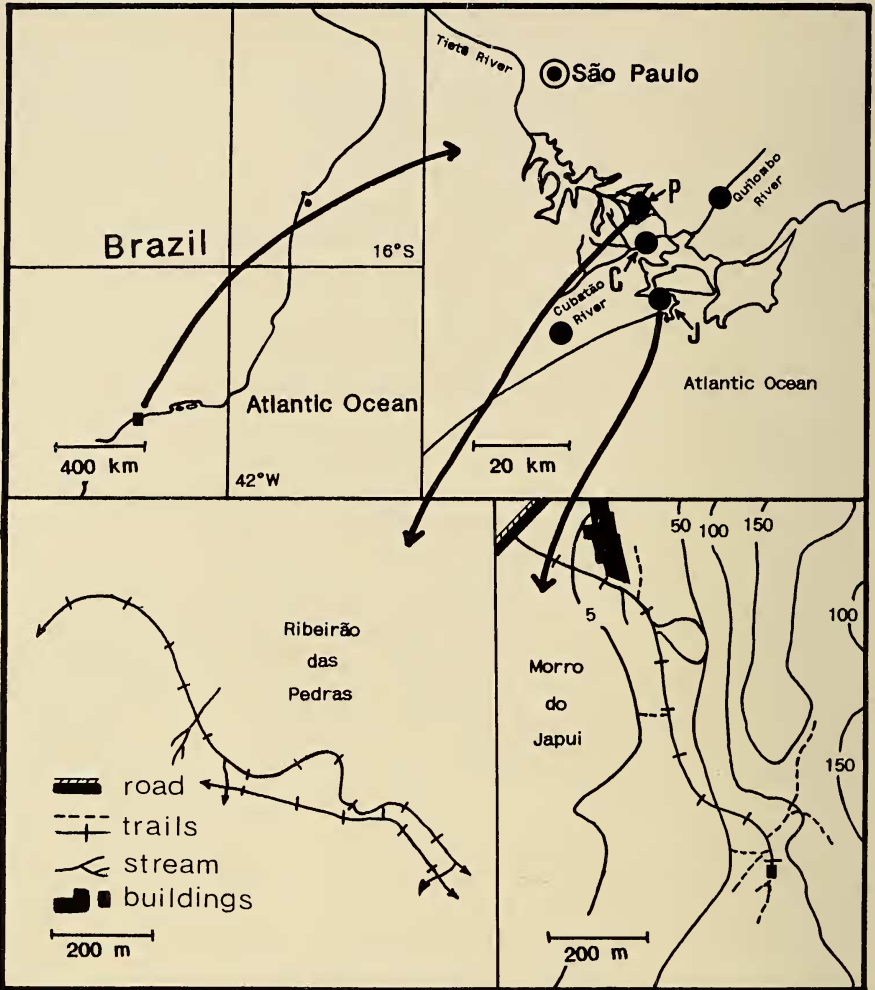 Brazil
16°S
Atlantic Ocean
400 km
42°W
Tietê River
São Paulo
P
Quilombo
River
C
Cubatão
River
J
Atlantic Ocean
20 km
Ribeirão
das
Pedras
road
trails
stream
buildings
200 m
50 100 150
5
100
Morro
do
Japui
150
200 m